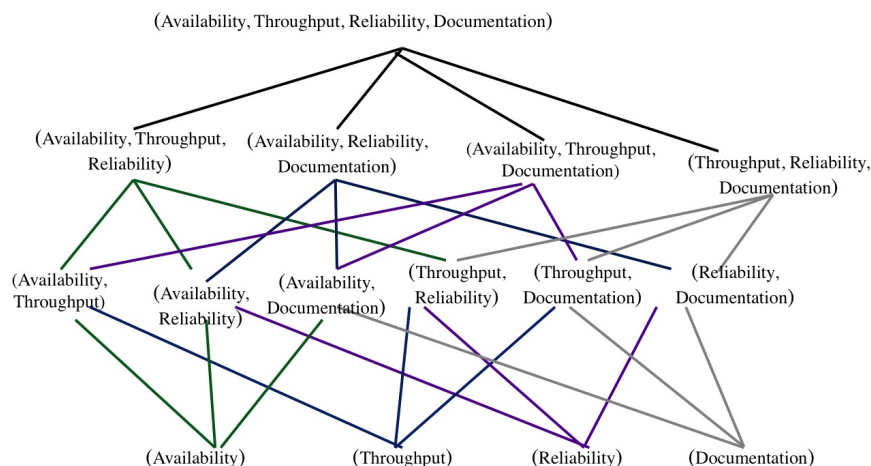 (Availability, Throughput, Reliability, Documentation)
(Availability, Throughput,
Reliability)
(Availability, Reliability,
Documentation)
(Availability, Throughput,
Documentation)
(Throughput, Reliability,
Documentation)
(Availability,
Throughput)
(Availability,
Reliability)
(Availability,
Documentation)
(Throughput,
Reliability)
(Throughput,
Documentation)
(Reliability,
Documentation)
(Availability)
(Throughput)
(Reliability)
(Documentation)